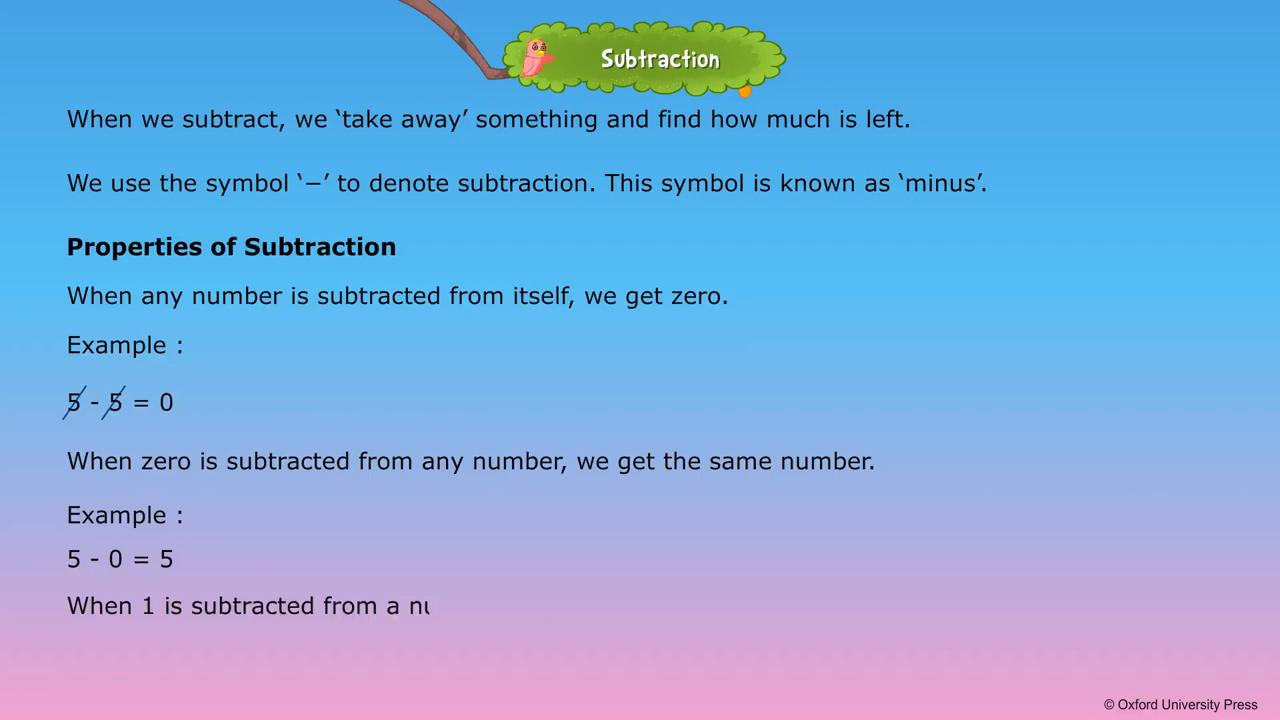 Subtraction
When we subtract, we ‘take away’ something and find how much is left.
We use the symbol ‘−’ to denote subtraction. This symbol is known as ‘minus’.
Properties of Subtraction
When any number is subtracted from itself, we get zero.
Example :
5 - 5 = 0
When zero is subtracted from any number, we get the same number.
Example :
5 - 0 = 5
When 1 is subtracted from a
© Oxford University Press